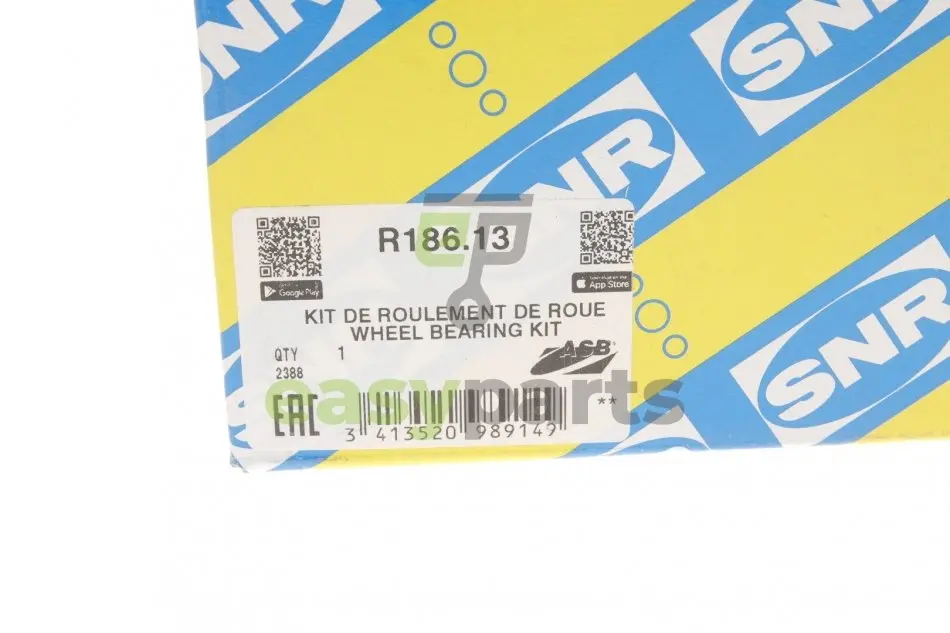 SNR
SNR
SNR
R186.13
Google Play
App Store
KIT DE ROULEMENT DE ROUE
WHEEL BEARING KIT
QTY 1
2388
ASB®
SNR
easyparts
EAC
**
3 413520 989149